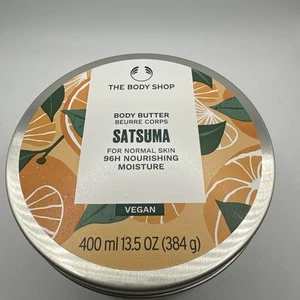 THE BODY SHOP
BODY BUTTER
BEURRE CORPS
SATSUMA
FOR NORMAL SKIN
96H NOURISHING
MOISTURE
VEGAN
400 ml 13.5 OZ (384 g)